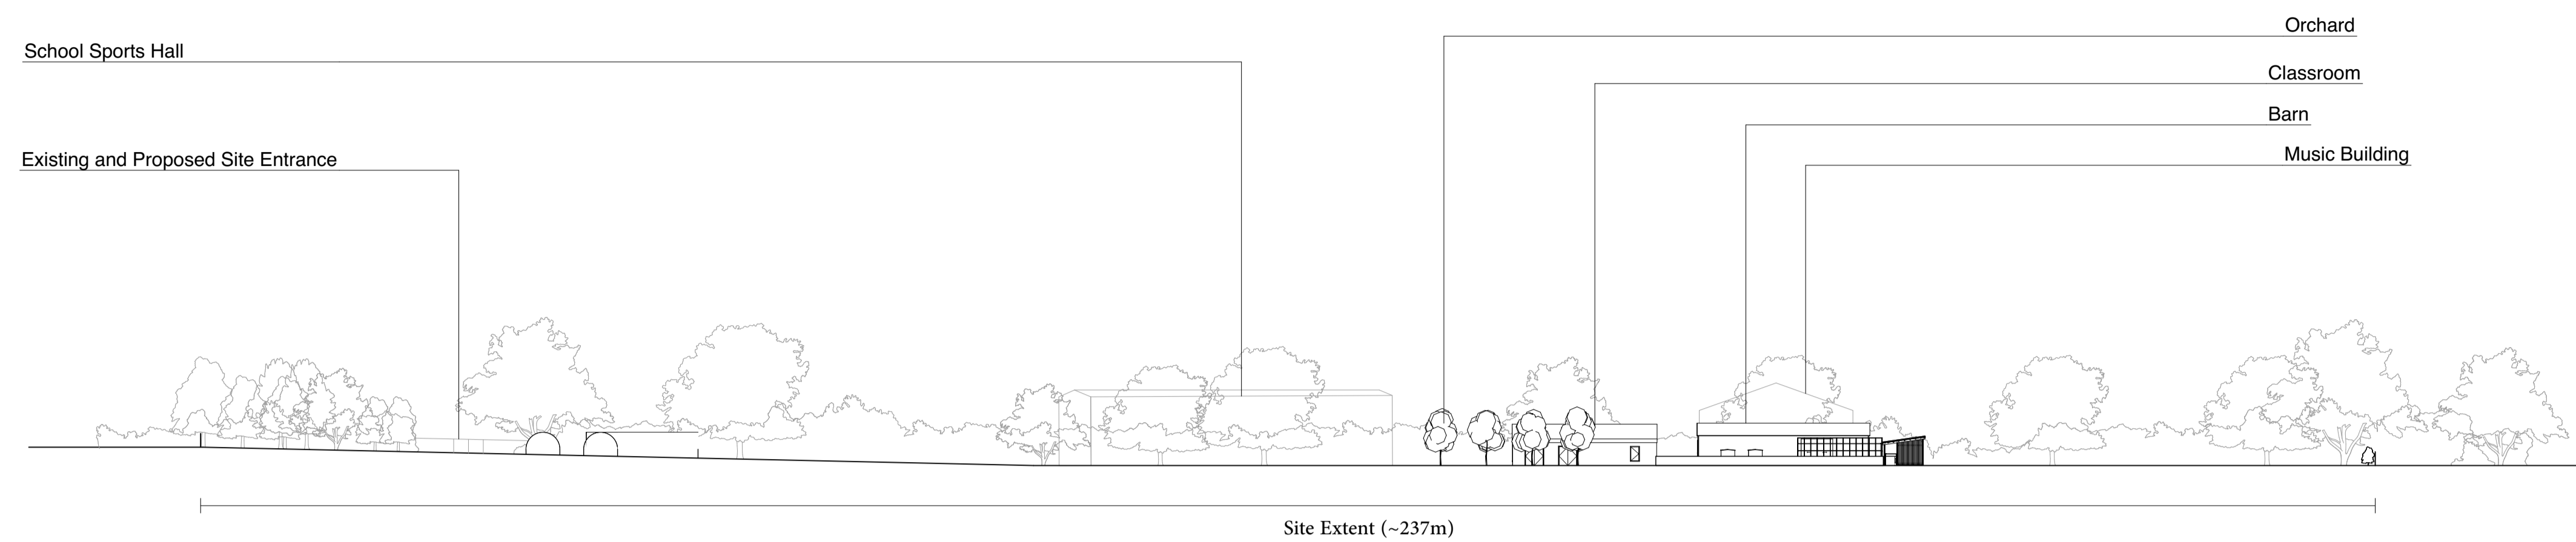 Orchard
School Sports Hall
Classroom
Barn
Music Building
Existing and Proposed Site Entrance
Site Extent (~237m)